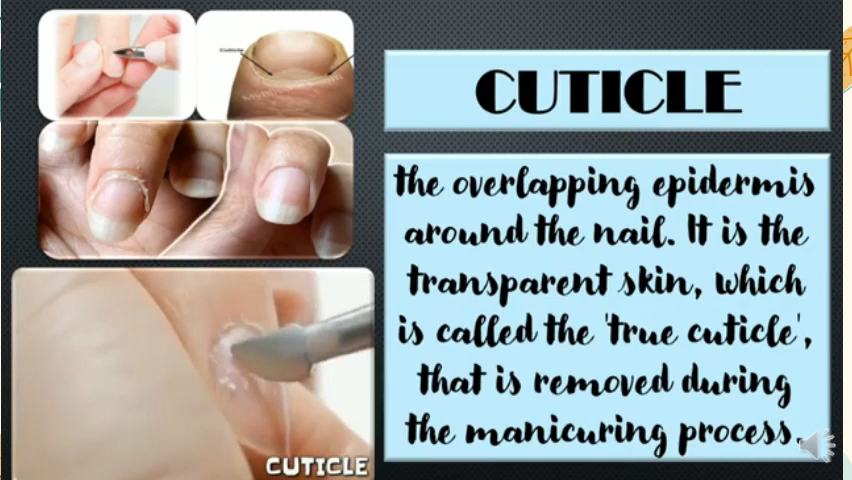 Cuticle
CUTICLE
the overlapping epidermis
around the nail. It is the
transparent skin, which
is called the 'true cuticle',
that is removed during
the manicuring process.
CUTICLE